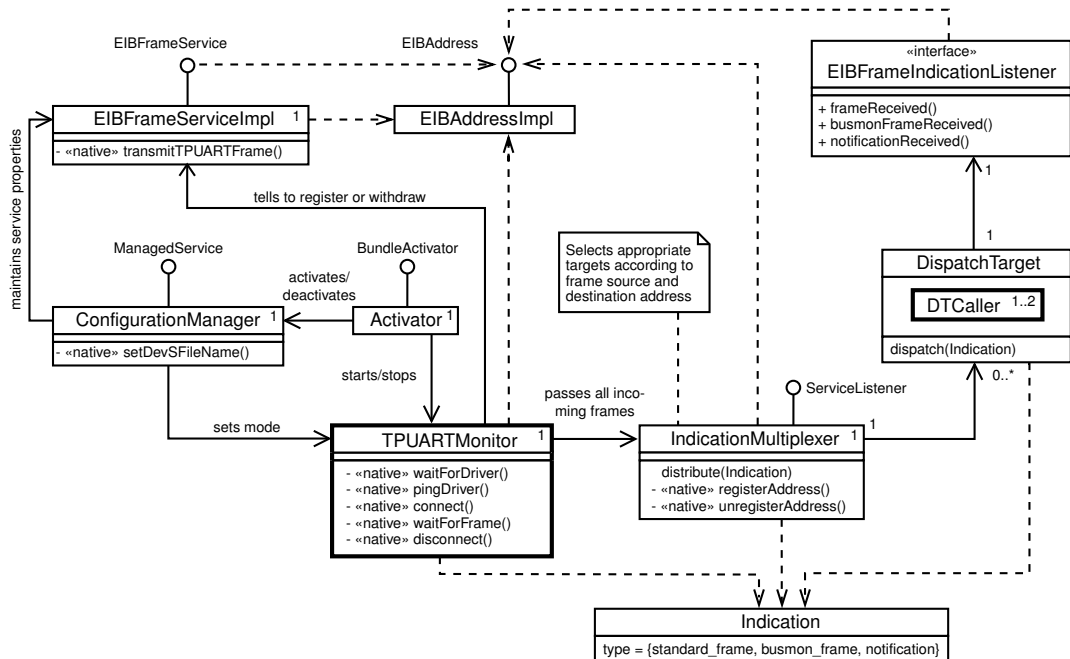 EIBFrameService
EIBAddress
«interface»
EIBFrameIndicationListener
+ frameReceived()
+ busmonFrameReceived()
+ notificationReceived()
EIBFrameServiceImpl 1
- «native» transmitTPUARTFrame()
EIBAddressImpl
maintains service properties
tells to register or withdraw
1
1
ManagedService
BundleActivator
activates/
deactivates
Selects appropriate
targets according to
frame source and
destination address
DispatchTarget
DTCaller 1..2
dispatch(Indication)
ConfigurationManager 1
- «native» setDevSFileName()
Activator 1
starts/stops
0..*
sets mode
passes all inco-
ming frames
ServiceListener
TPUARTMonitor 1
- «native» waitForDriver()
- «native» pingDriver()
- «native» connect()
- «native» waitForFrame()
- «native» disconnect()
IndicationMultiplexer 1
distribute(Indication)
- «native» registerAddress()
- «native» unregisterAddress()
1
Indication
type = {standard_frame, busmon_frame, notification}